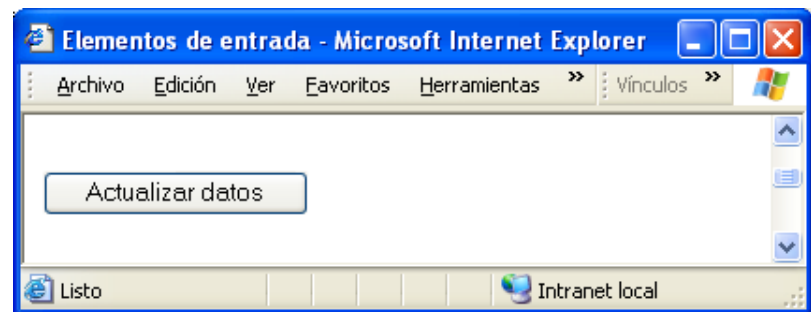 Elementos de entrada - Microsoft Internet Explorer
Archivo Edición Ver Favoritos Herramientas » Vínculos »
Actualizar datos
Listo Intranet local